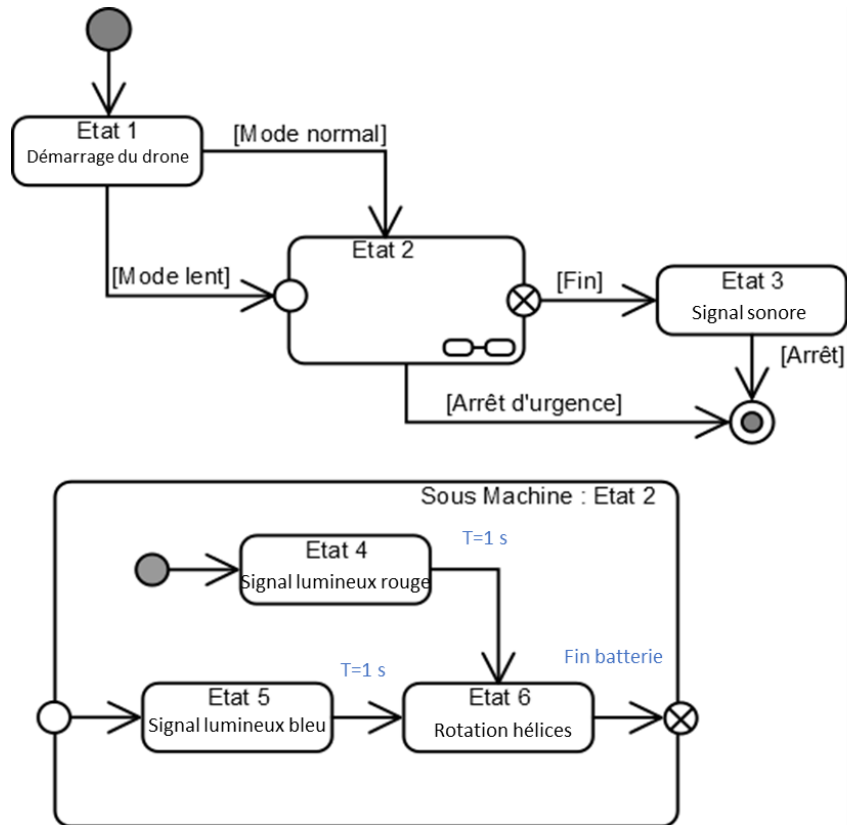 Etat 1
Démarrage du drone
[Mode normal]
Etat 2
[Mode lent]
[Fin]
Etat 3
Signal sonore
[Arrêt]
[Arrêt d'urgence]
Sous Machine : Etat 2
Etat 4
Signal lumineux rouge
T=1 s
Etat 5
Signal lumineux bleu
T=1 s
Etat 6
Rotation hélices
Fin batterie